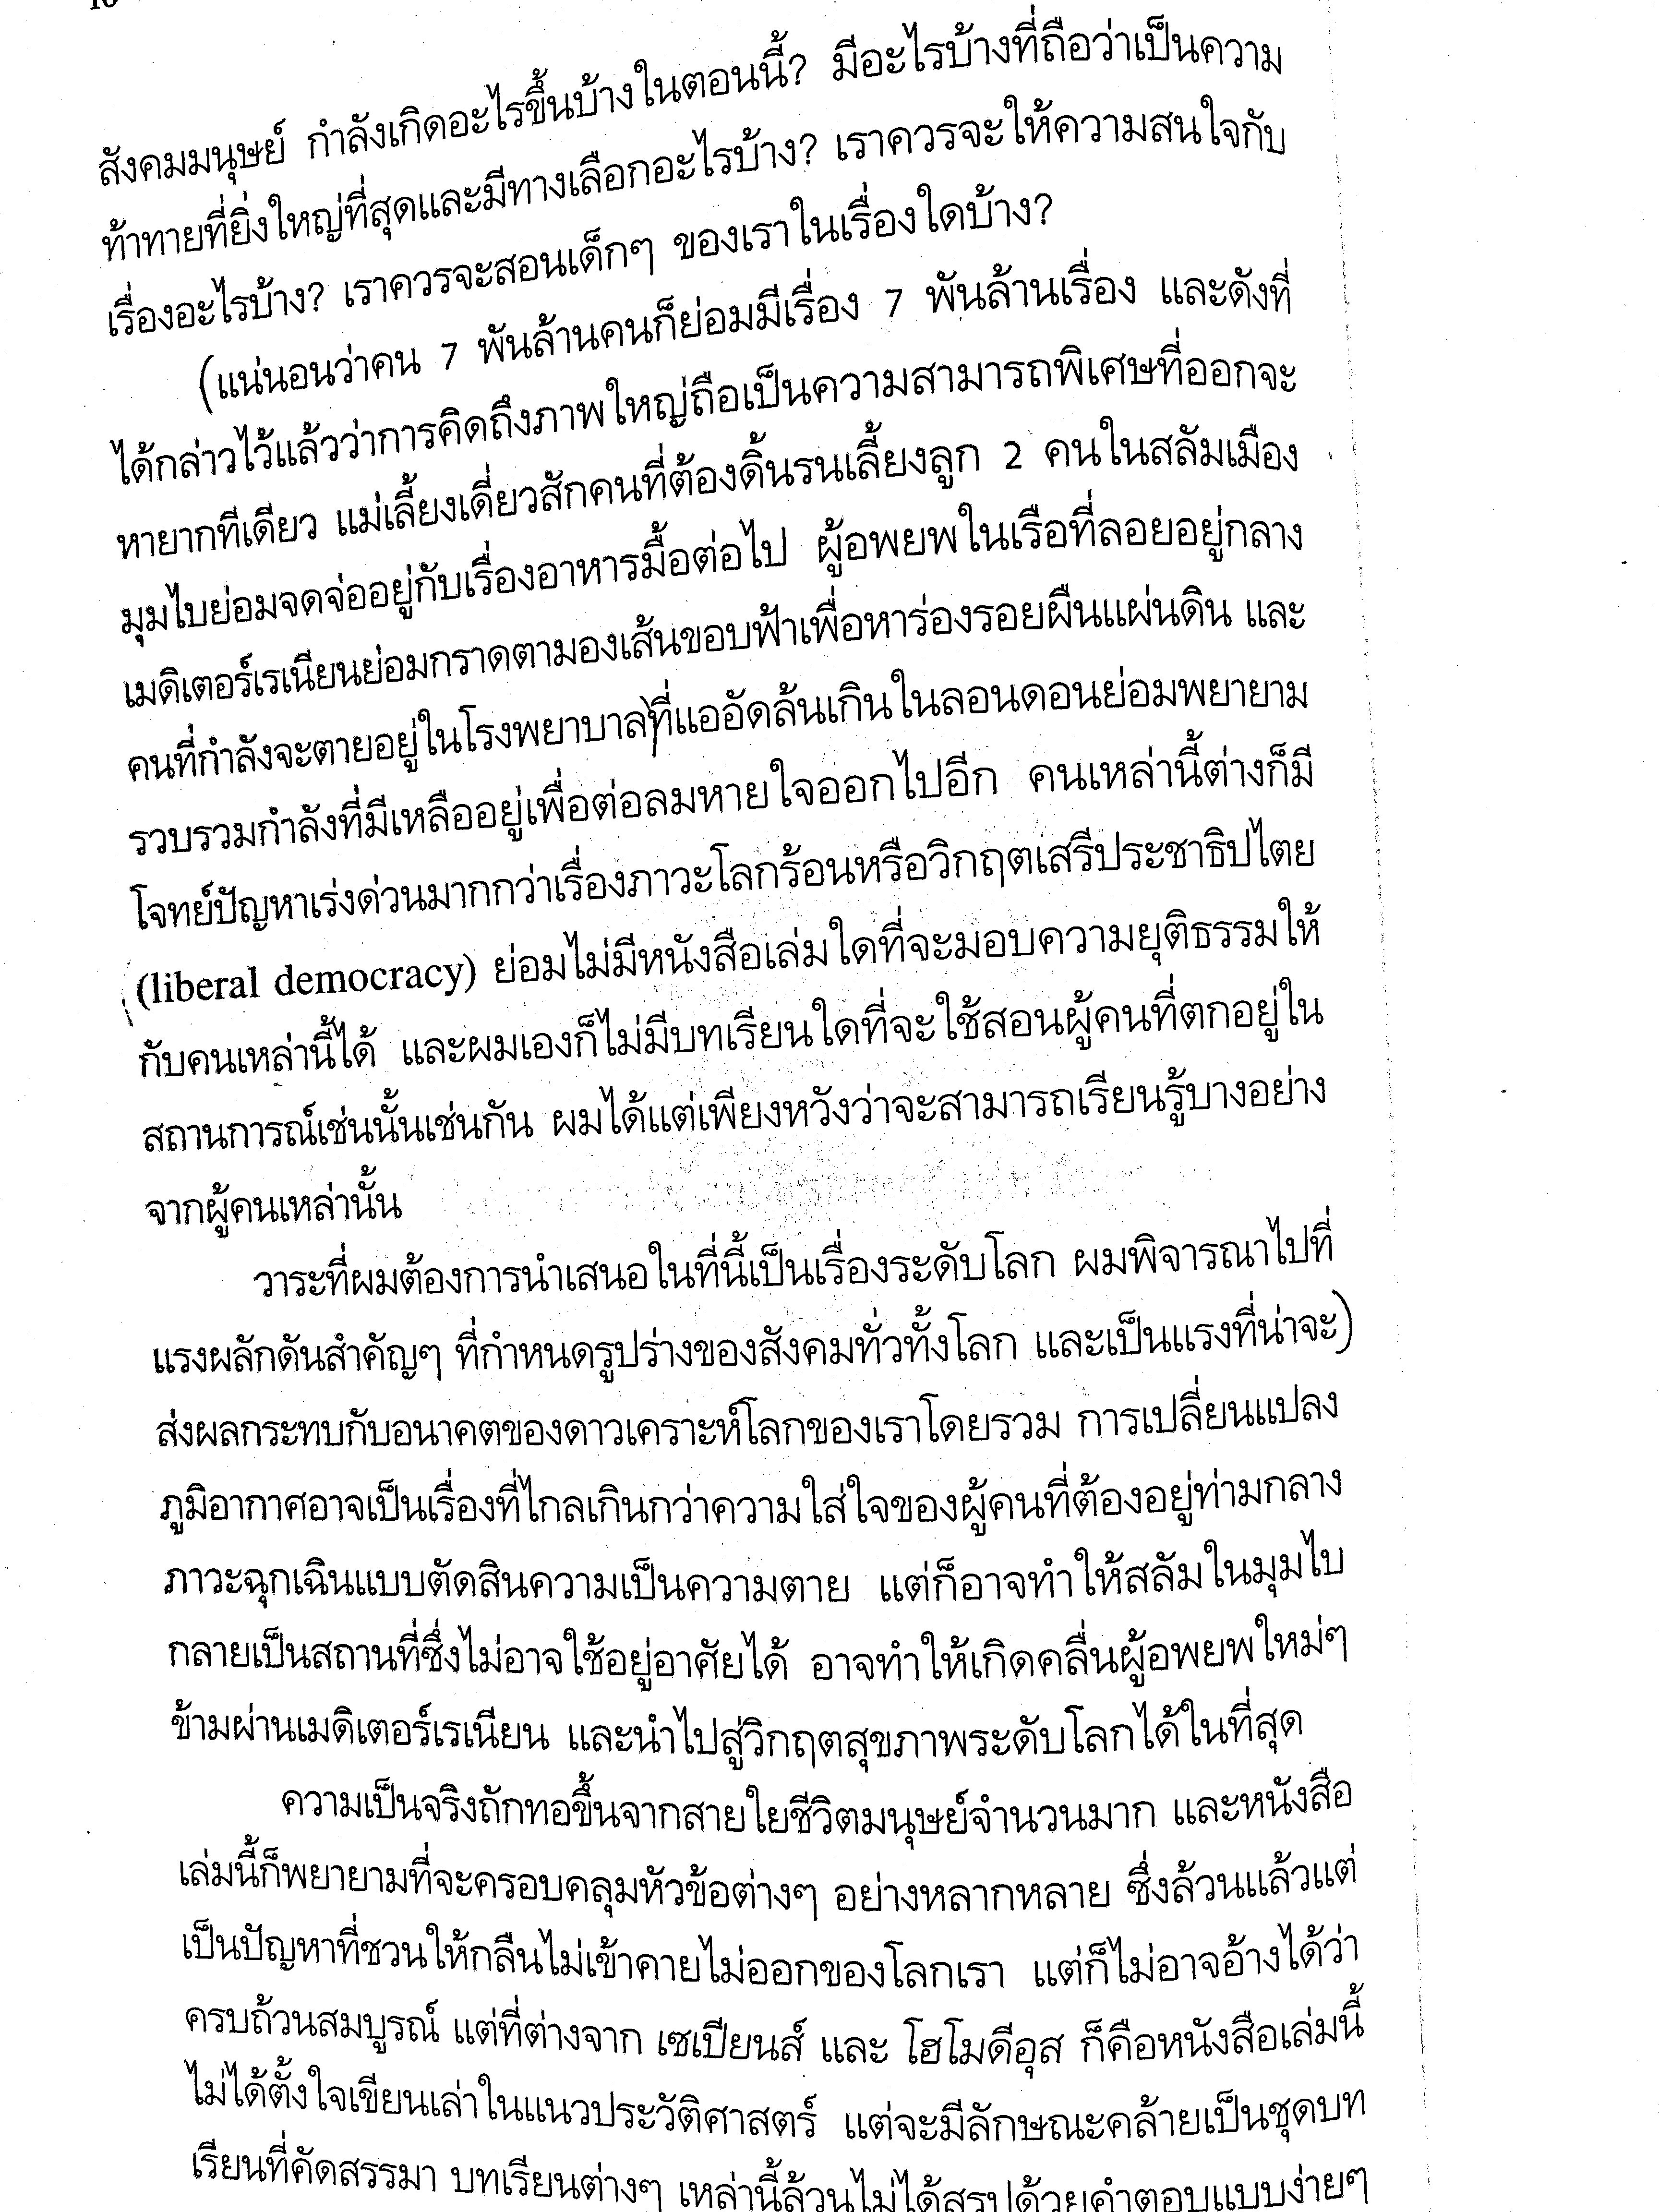 สังคมมนุษย์ กำลังเกิดอะไรขึ้นบ้างในตอนนี้? มีอะไรบ้างที่ถือว่าเป็นความ
ท้าทายที่ยิ่งใหญ่ที่สุดและมีทางเลือกอะไรบ้าง? เราควรจะให้ความสนใจกับ
เรื่องอะไรบ้าง? เราควรจะสอนเด็กๆ ของเราในเรื่องใดบ้าง?
(แน่นอนว่าคน 7 พันล้านคนก็ย่อมมีเรื่อง 7 พันล้านเรื่อง และดังที่
ได้กล่าวไว้แล้วว่าการคิดถึงภาพใหญ่ถือเป็นความสามารถพิเศษที่ออกจะ
หายากทีเดียว แม่เลี้ยงเดี่ยวสักคนที่ต้องดิ้นรนเลี้ยงลูก 2 คนในสลัมเมือง
มุมไบย่อมจดจ่ออยู่กับเรื่องอาหารมื้อต่อไป ผู้อพยพในเรือที่ลอยอยู่กลาง
เมดิเตอร์เรเนียนย่อมกราดตามองเส้นขอบฟ้าเพื่อหาร่องรอยผืนแผ่นดิน และ
คนที่กำลังจะตายอยู่ในโรงพยาบาลที่แออัดล้นเกินในลอนดอนย่อมพยายาม
รวบรวมกำลังที่มีเหลืออยู่เพื่อต่อลมหายใจออกไปอีก คนเหล่านี้ต่างก็มี
โจทย์ปัญหาเร่งด่วนมากกว่าเรื่องภาวะโลกร้อนหรือวิกฤตเสรีประชาธิปไตย
(liberal democracy) ย่อมไม่มีหนังสือเล่มใดที่จะมอบความยุติธรรมให้
กับคนเหล่านี้ได้ และผมเองก็ไม่มีบทเรียนใดที่จะใช้สอนผู้คนที่ตกอยู่ใน
สถานการณ์เช่นนั้นเช่นกัน ผมได้แต่เพียงหวังว่าจะสามารถเรียนรู้บางอย่าง
จากผู้คนเหล่านั้น
วาระที่ผมต้องการนำเสนอในที่นี้เป็นเรื่องระดับโลก ผมพิจารณาไปที่
แรงผลักดันสำคัญๆ ที่กำหนดรูปร่างของสังคมทั่วทั้งโลก และเป็นแรงที่น่าจะ)
ส่งผลกระทบกับอนาคตของดาวเคราะห์โลกของเราโดยรวม การเปลี่ยนแปลง
ภูมิอากาศอาจเป็นเรื่องที่ไกลเกินกว่าความใส่ใจของผู้คนที่ต้องอยู่ท่ามกลาง
ภาวะฉุกเฉินแบบตัดสินความเป็นความตาย แต่ก็อาจทำให้สลัมในมุมไบ
กลายเป็นสถานที่ซึ่งไม่อาจใช้อยู่อาศัยได้ อาจทำให้เกิดคลื่นผู้อพยพใหม่ๆ
ข้ามผ่านเมดิเตอร์เรเนียน และนำไปสู่วิกฤตสุขภาพระดับโลกได้ในที่สุด
ความเป็นจริงถักทอขึ้นจากสายใยชีวิตมนุษย์จำนวนมาก และหนังสือ
เล่มนี้ก็พยายามที่จะครอบคลุมหัวข้อต่างๆ อย่างหลากหลาย ซึ่งล้วนแล้วแต่
เป็นปัญหาที่ชวนให้กลืนไม่เข้าคายไม่ออกของโลกเรา แต่ก็ไม่อาจอ้างได้ว่า
ครบถ้วนสมบูรณ์ แต่ที่ต่างจาก เซเปียนส์ และ โฮโมดีอุส ก็คือหนังสือเล่มนี้
ไม่ได้ตั้งใจเขียนเล่าในแนวประวัติศาสตร์ แต่จะมีลักษณะคล้ายเป็นชุดบท
เรียนที่คัดสรรมา บทเรียนต่างๆ เหล่านี้ล้วนไม่ได้สรุปด้วยคำตอบแบบง่ายๆ